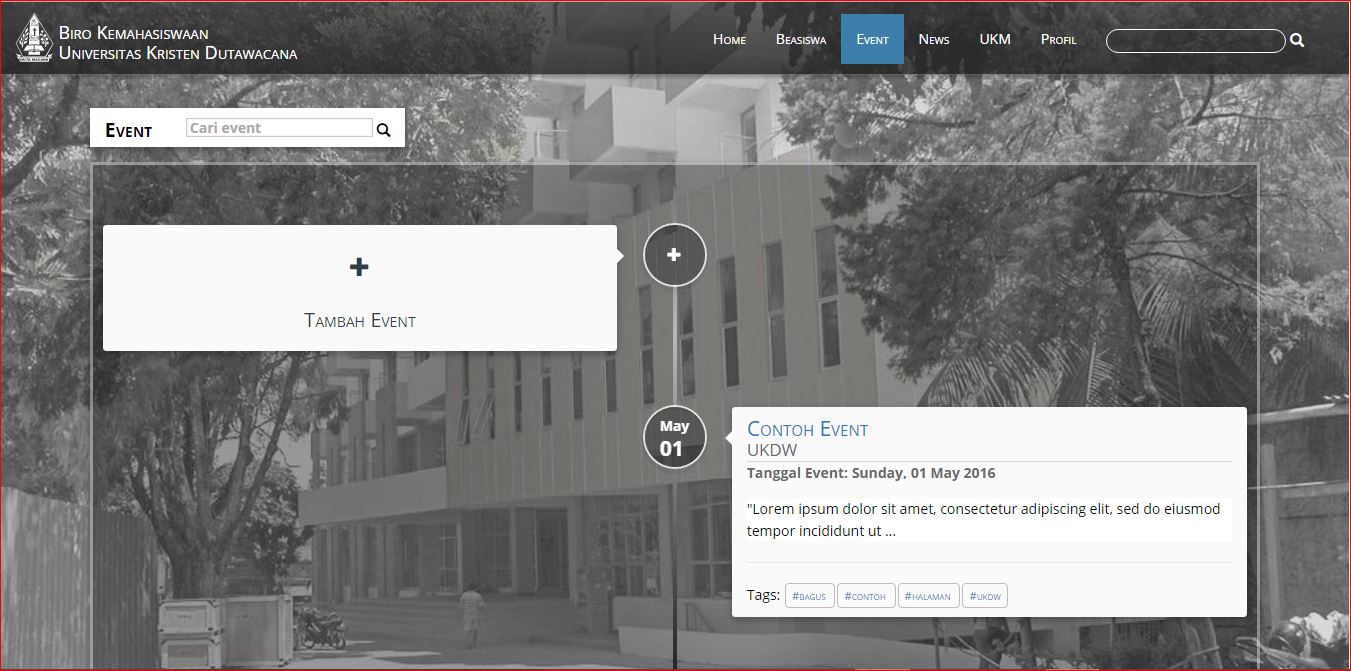 Biro Kemahasiswaan
Universitas Kristen Dutawacana
Home Beasiswa Event News UKM Profil
Event Cari event
Tambah Event
May
01
Contoh Event
UKDW
Tanggal Event: Sunday, 01 May 2016
"Lorem ipsum dolor sit amet, consectetur adipiscing elit, sed do eiusmod
tempor incididunt ut ...
Tags: #bagus #contoh #halaman #ukdw